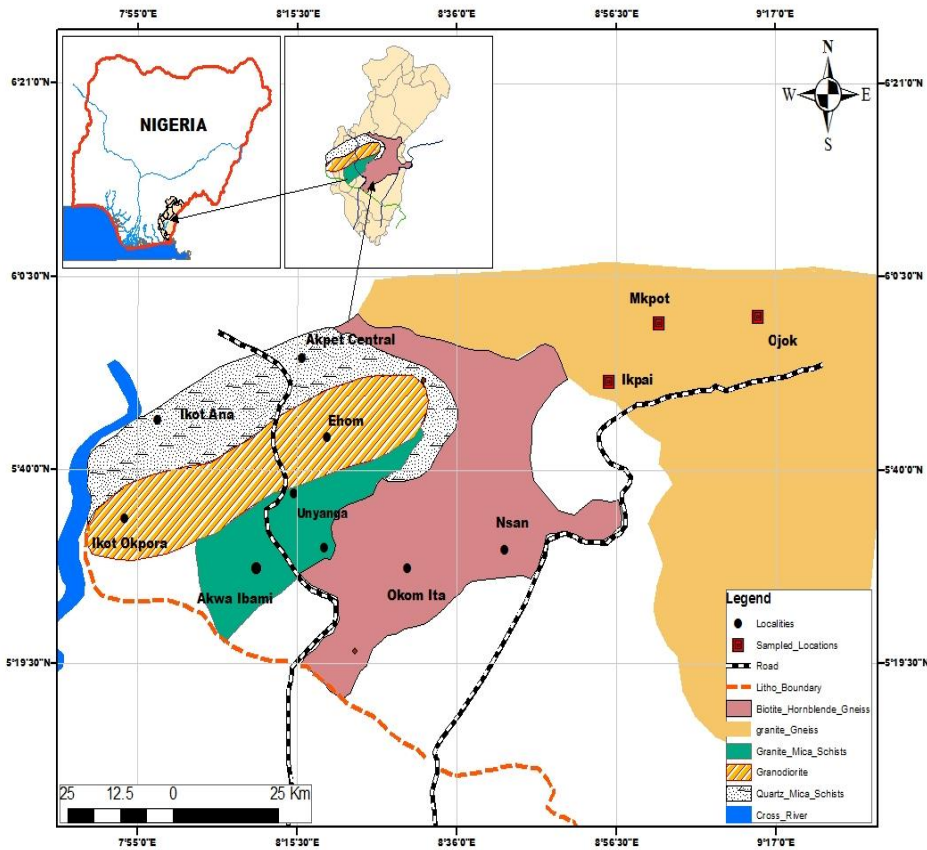 7°55'0"E 8°15'30"E 8°36'0"E 8°56'30"E 9°17'0"E
6°21'0"N 6°21'0"N
N
W E
S
NIGERIA
6°0'30"N 6°0'30"N
Mkpot
Ojok
Akpet Central
Ikpai
Ikot Ana
Ehom
5°40'0"N 5°40'0"N
Unyanga
Nsan
Ikot Okpora
Akwa Ibami
Okom Ita
Legend
Localities
Sampled_Locations
5°19'30"N 5°19'30"N
Road
Litho_Boundary
Biotite_Hornblende_Gneiss
granite_Gneiss
Granite_Mica_Schists
Granodiorite
Quartz_Mica_Schists
Cross_River
25 12.5 0 25 Km
7°55'0"E 8°15'30"E 8°36'0"E 8°56'30"E 9°17'0"E